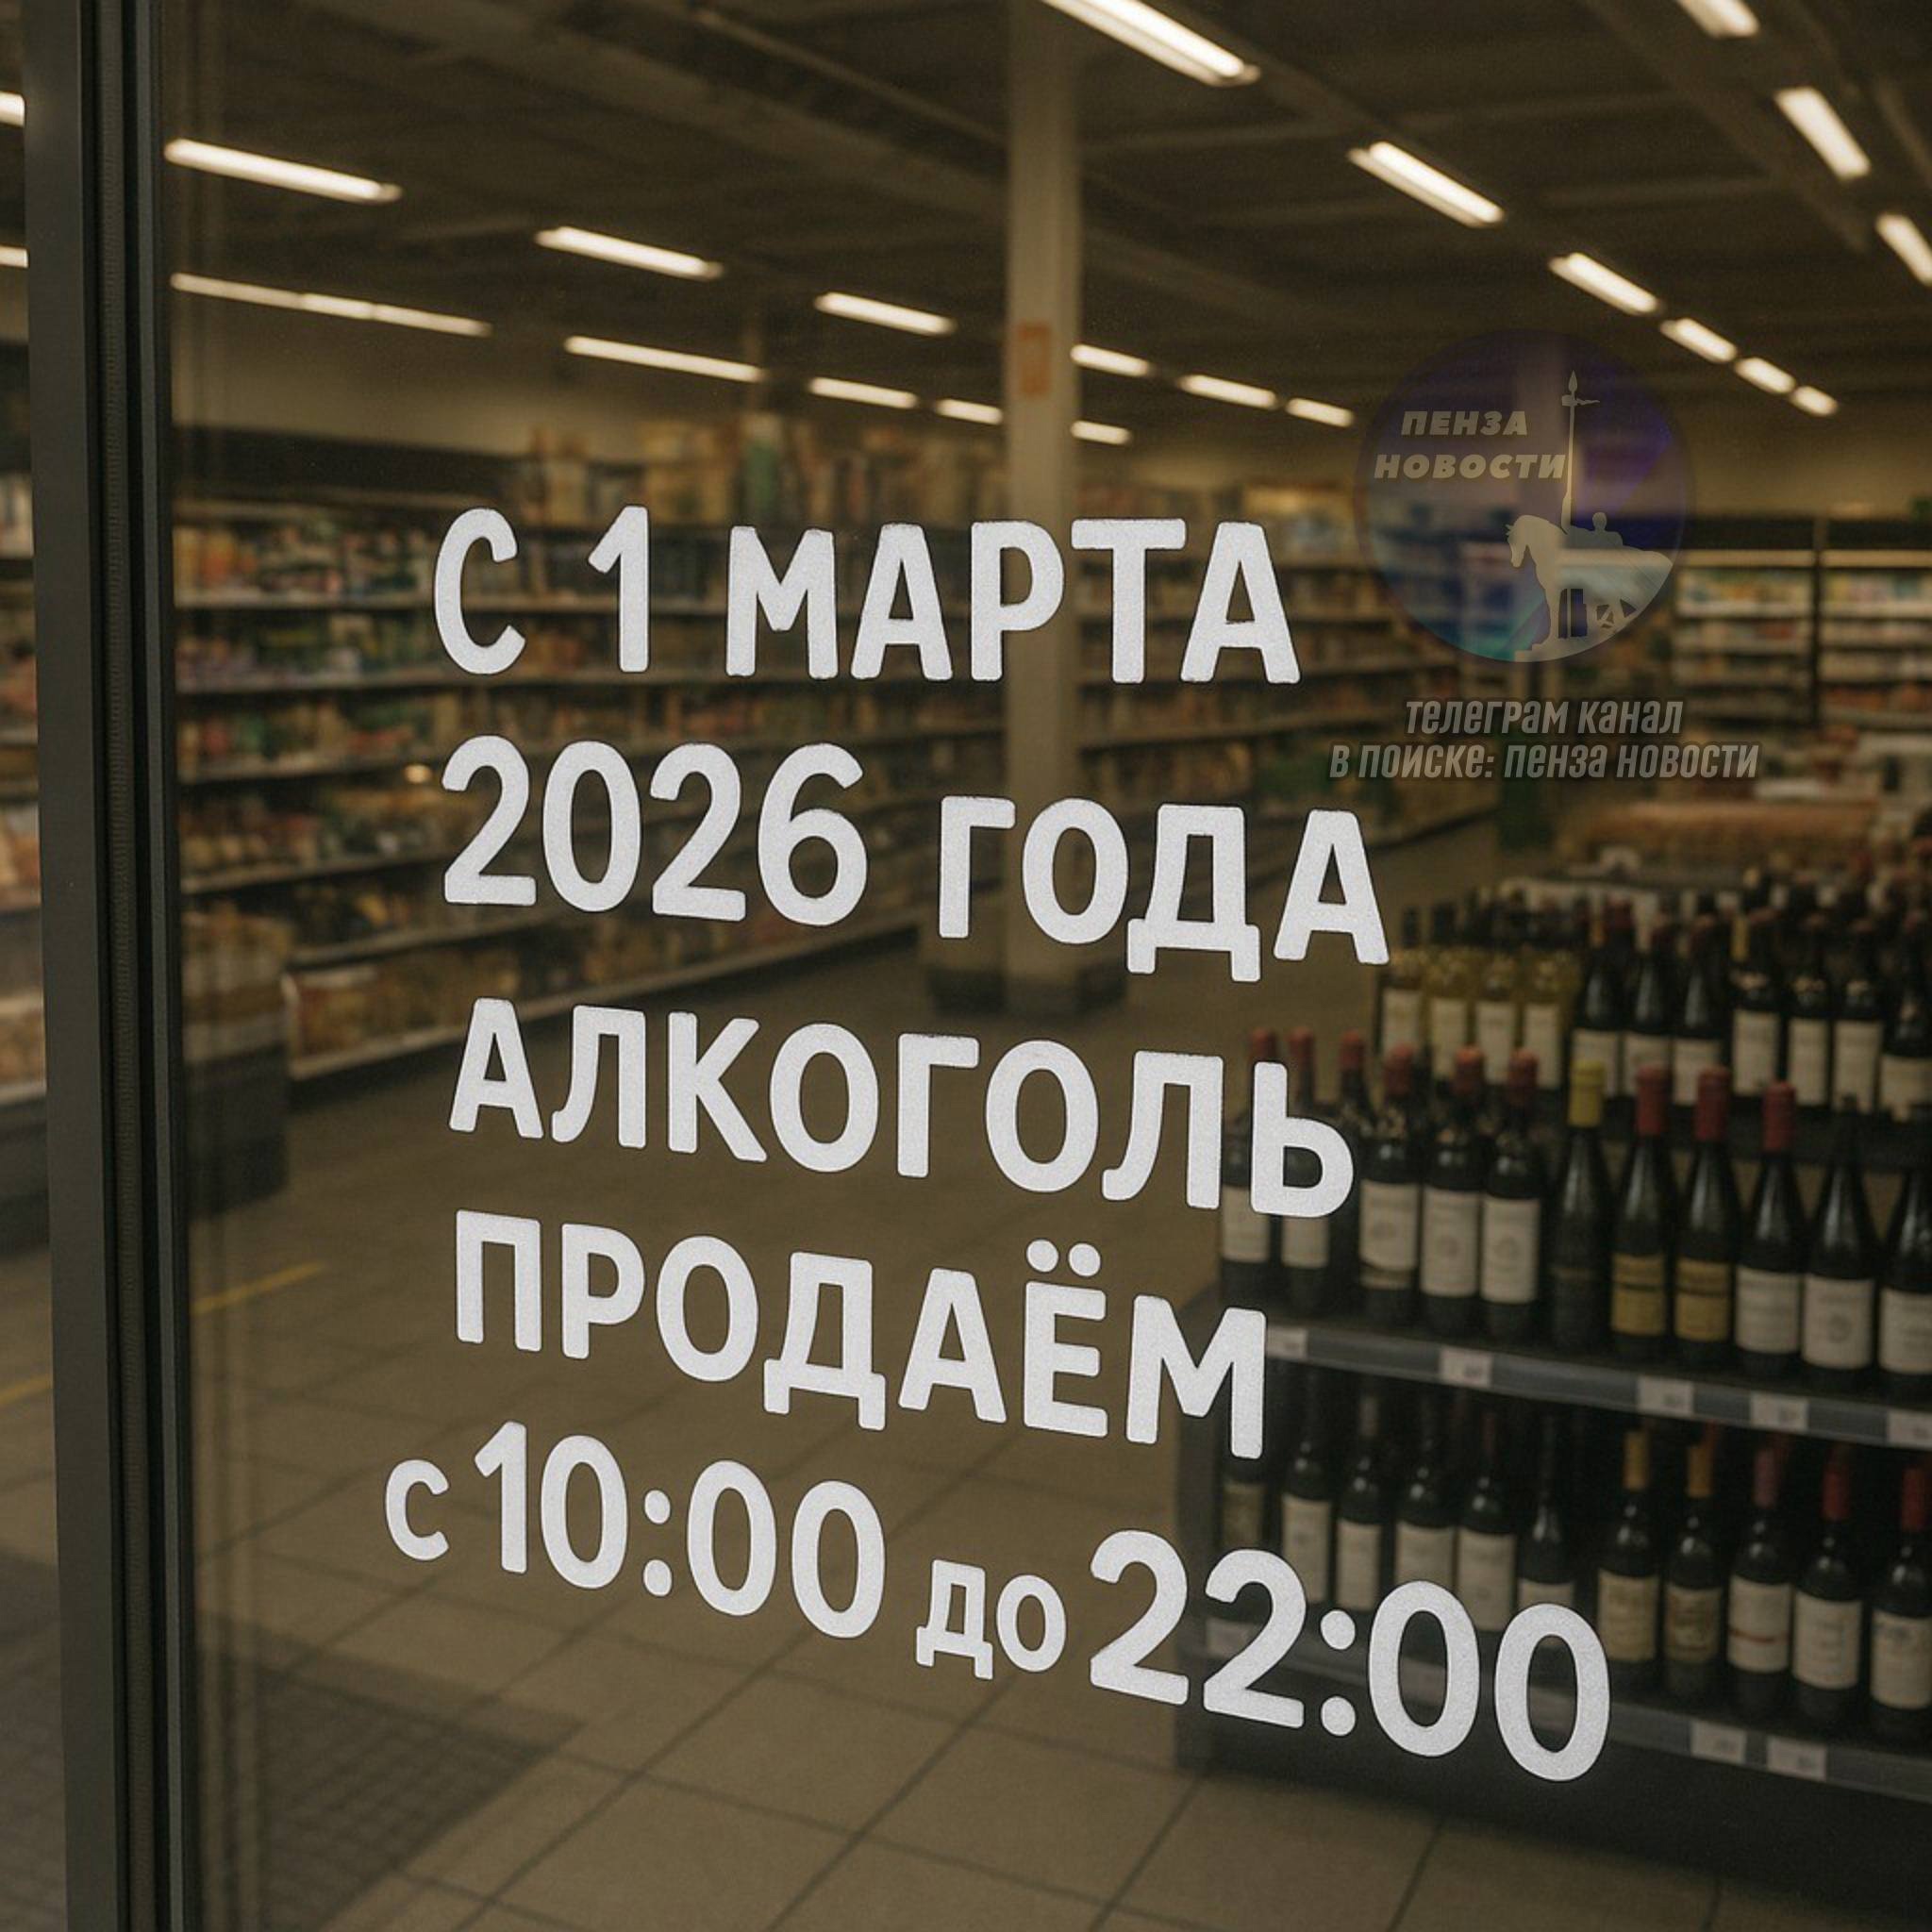 ПЕНЗА
НОВОСТИ
С 1 МАРТА
ТЕЛЕГРАМ КАНАЛ
В ПОИСКЕ: ПЕНЗА НОВОСТИ
2026 ГОДА
АЛКОГОЛЬ
ПРОДАЁМ
с 10:00 до 22:00